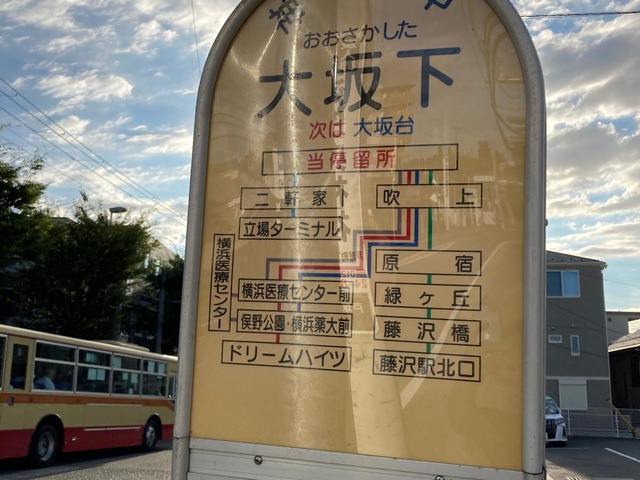 おおさかした
大坂下
次は 大坂台
当停留所
二軒家
吹上
立場ターミナル
原宿
横浜医療センター
横浜医療センター前
緑ヶ丘
俣野公園・横浜薬大前
藤沢橋
ドリームハイツ
藤沢駅北口